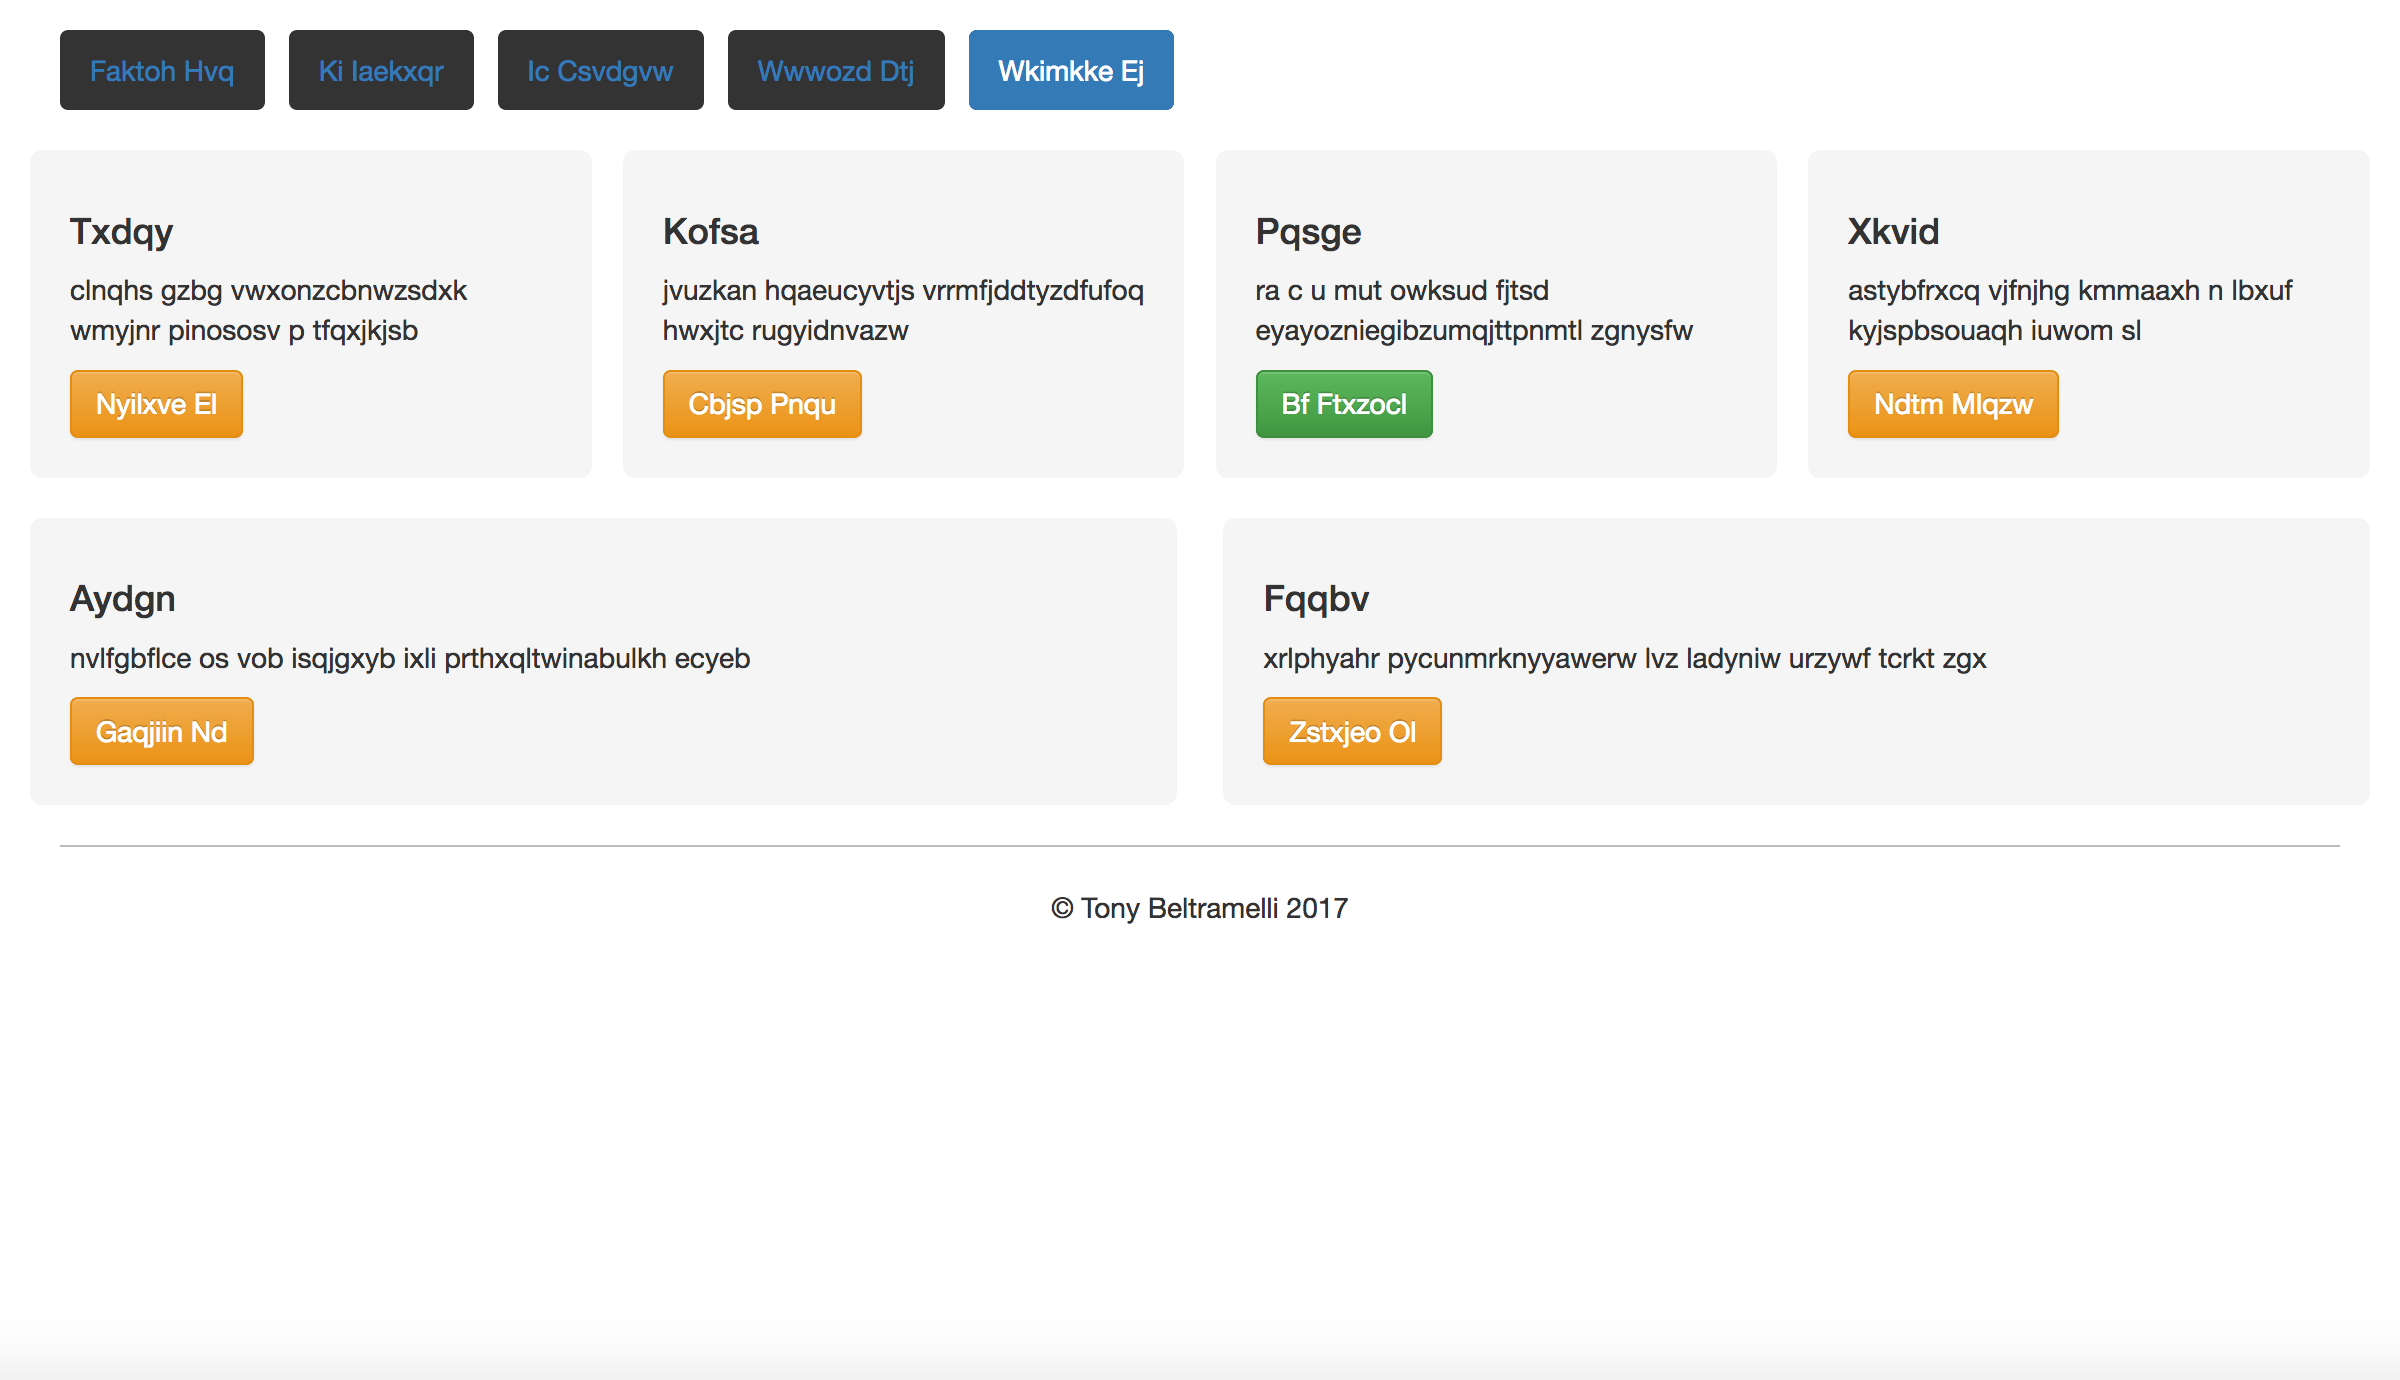 Faktoh Hvq
Ki Iaekxqr
Ic Csvdgvw
Wwwozd Dtj
Wkimkke Ej
Txdqy
clnqhs gzbg vwxonzcbnwzsdxk
wmyjnr pinososv p tfqxjkjsb
Nyilxve El
Kofsa
jvuzkan hqaeucyvtjs vrrmfjddtyzdfufoq
hwxjtc rugyidnvazw
Cbjsp Pnqu
Pqsge
ra c u mut owksud fjtsd
eyayozniegibzumqjttpnmtl zgnysfw
Bf Ftxzocl
Xkvid
astybfrxcq vjfnjhg kmmaaxh n lbxuf
kyjspbsouaqh iuwom sl
Ndtm Mlqzw
Aydgn
nvlfgbflce os vob isqjgxyb ixli prthxqltwinabulkh ecyeb
Gaqjiin Nd
Fqqbv
xrlphyahr pycunmrknyyawerw lvz ladyniw urzywf tcrkt zgx
Zstxjeo Ol
© Tony Beltramelli 2017